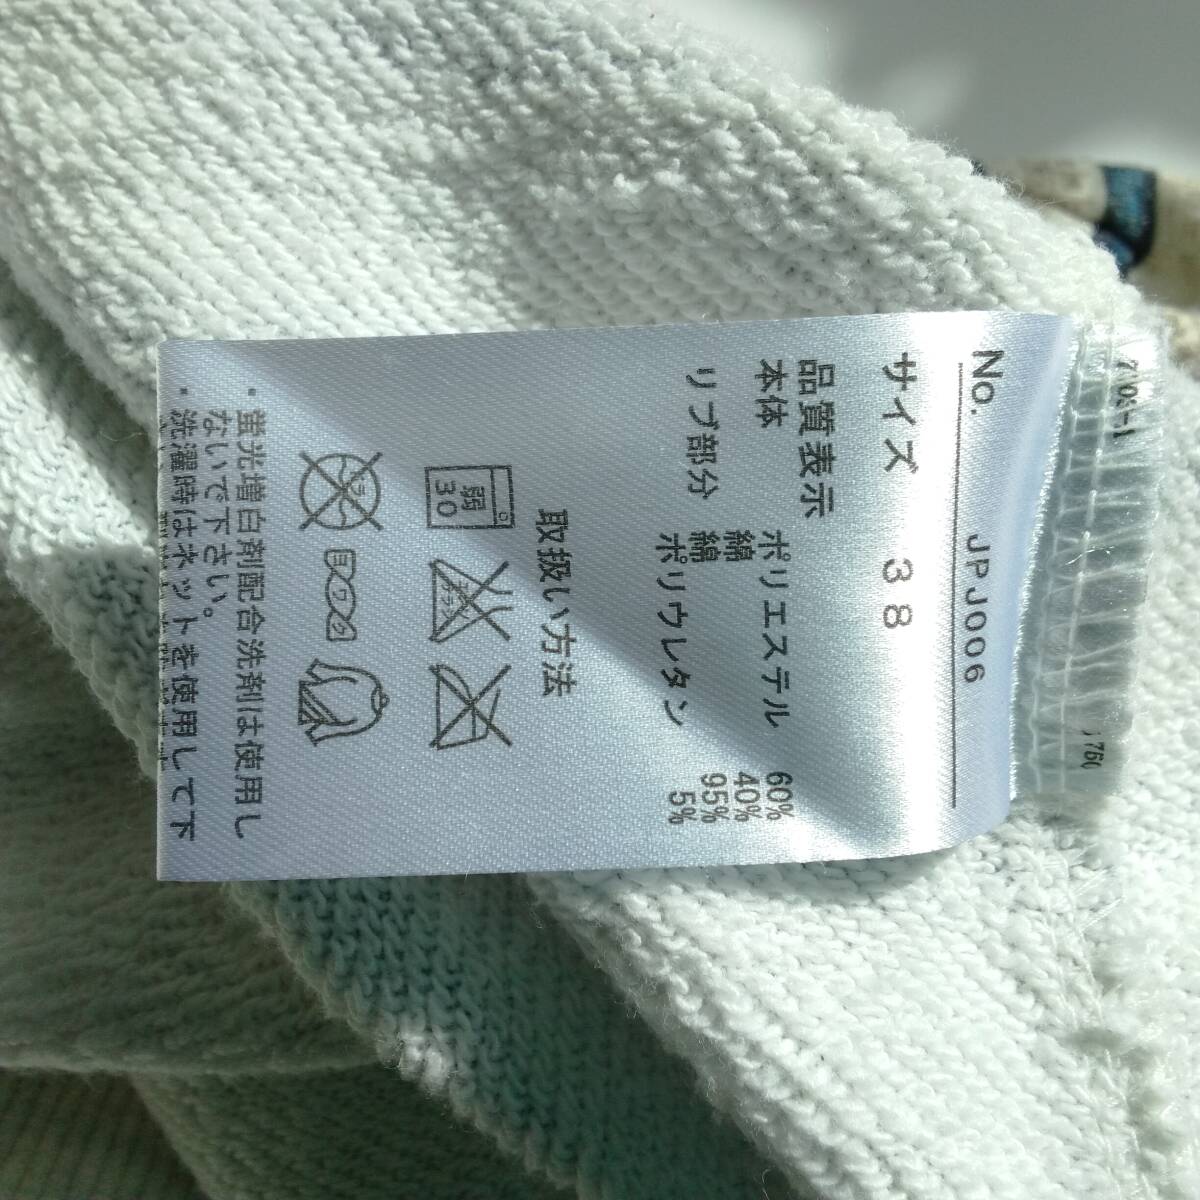 No. JPJ006
サイズ 38
品質表示
本体 ポリエステル 60%
綿 40%
リブ部分 綿 95%
ポリウレタン 5%
取扱い方法
弱
30
・蛍光増白剤配合洗剤は使用し
ないで下さい。
・洗濯時はネットを使用して下